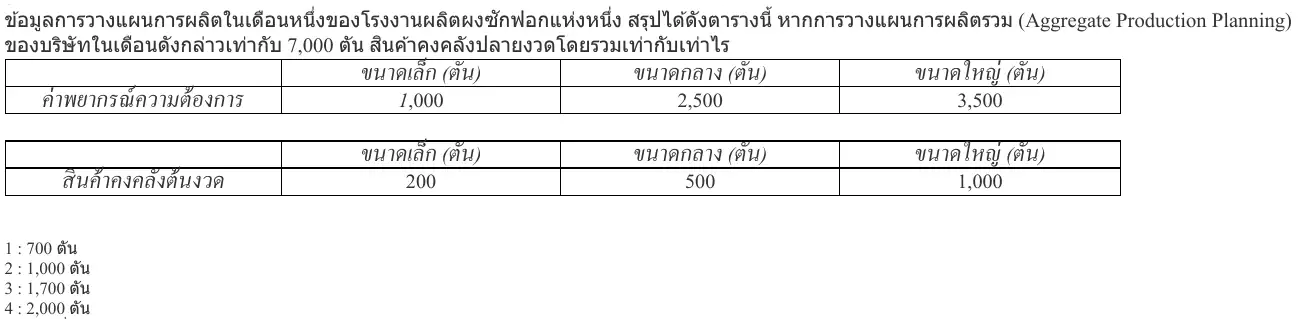 ข้อมูลการวางแผนการผลิตในเดือนหนึ่งของโรงงานผลิตผงซักฟอกแห่งหนึ่ง สรุปได้ดังตารางนี้ หากการวางแผนการผลิตรวม (Aggregate Production Planning)
ของบริษัทในเดือนดังกล่าวเท่ากับ 7,000 ตัน สินค้าคงคลังปลายงวดโดยรวมเท่ากับเท่าไร
ขนาดเล็ก (ตัน) ขนาดกลาง (ตัน) ขนาดใหญ่ (ตัน)
ค่าพยากรณ์ความต้องการ 1,000 2,500 3,500
ขนาดเล็ก (ตัน) ขนาดกลาง (ตัน) ขนาดใหญ่ (ตัน)
สินค้าคงคลังต้นงวด 200 500 1,000
1 : 700 ตัน
2 : 1,000 ตัน
3 : 1,700 ตัน
4 : 2,000 ตัน